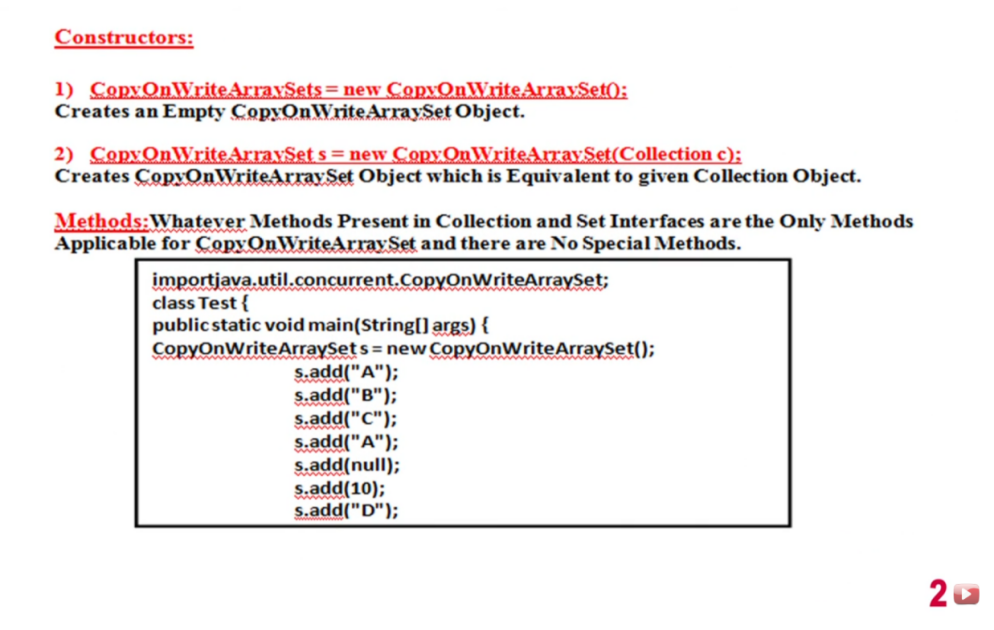 Constructors:
1) CopyOnWriteArraySets = new CopyOnWriteArraySet();
Creates an Empty CopyOnWriteArraySet Object.
2) CopyOnWriteArraySet s = new CopyOnWriteArraySet(Collection c);
Creates CopyOnWriteArraySet Object which is Equivalent to given Collection Object.
Methods:Whatever Methods Present in Collection and Set Interfaces are the Only Methods
Applicable for CopyOnWriteArraySet and there are No Special Methods.
importjava.util.concurrent.CopyOnWriteArraySet;
class Test {
public static void main(String[] args) {
CopyOnWriteArraySet s = new CopyOnWriteArraySet();
s.add("A");
s.add("B");
s.add("C");
s.add("A");
s.add(null);
s.add(10);
s.add("D");
2